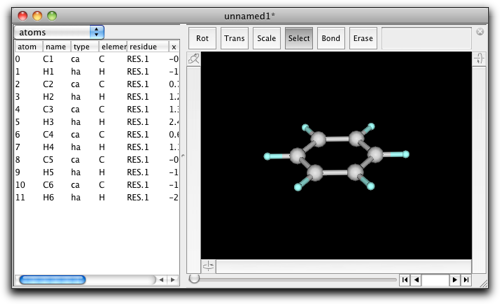 unnamed1*
atoms
Rot Trans Scale Select Bond Erase
atom name type elemer residue x
0 C1 ca C RES.1 -0
1 H1 ha H RES.1 -1
2 C2 ca C RES.1 0.
3 H2 ha H RES.1 1.2
4 C3 ca C RES.1 1.3
5 H3 ha H RES.1 2.4
6 C4 ca C RES.1 0.6
7 H4 ha H RES.1 1.
8 C5 ca C RES.1 -0
9 H5 ha H RES.1 -1
10 C6 ca C RES.1 -1
11 H6 ha H RES.1 -2